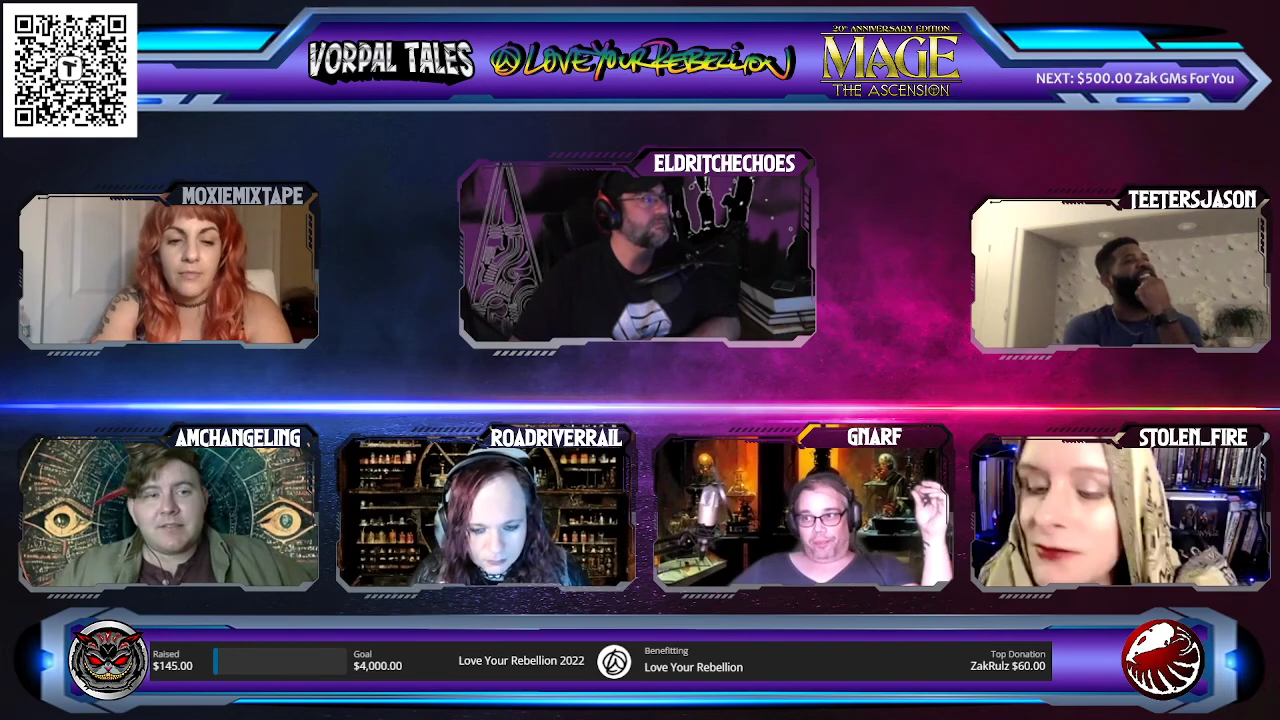 VORPAL TALES
@LOVEYOURREBELLION
20TH ANNIVERSARY EDITION
MAGE
THE ASCENSION
NEXT: $500.00 Zak GMs For You
MOXIEMIXTAPE
ELDRITCHECHOES
TEETERSJASON
AMCHANGELING
ROADRIVERRAIL
GNARF
STOLEN_FIRE
Raised
$145.00
Goal
$4,000.00
Love Your Rebellion 2022
Benefitting
Love Your Rebellion
Top Donation
ZakRulz $60.00